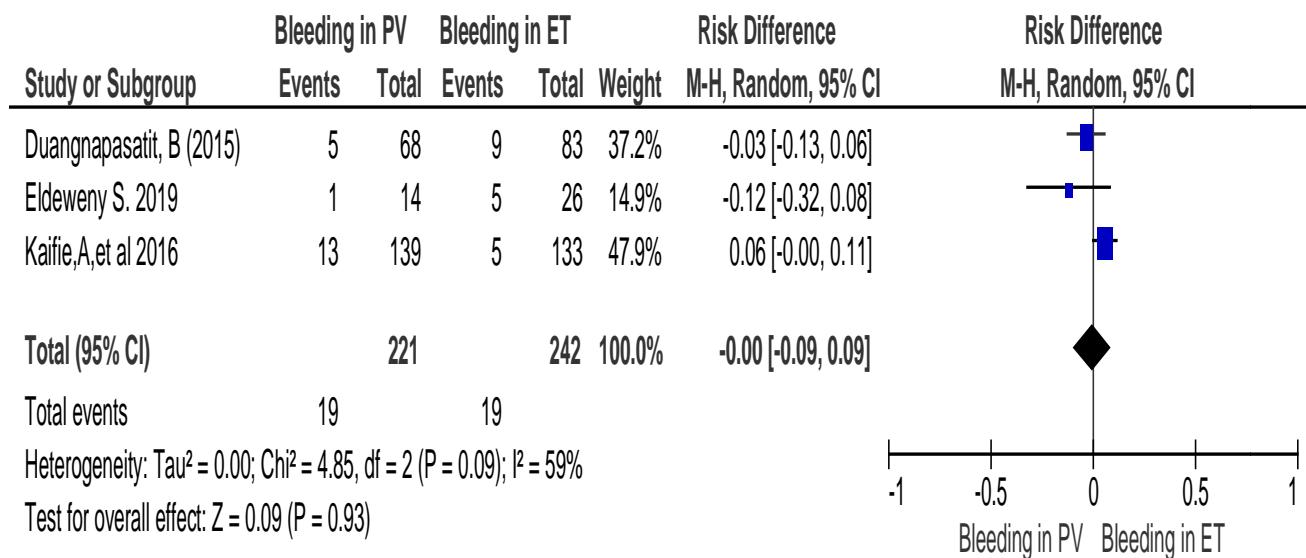 Bleeding in PV Bleeding in ET Risk Difference Risk Difference
Study or Subgroup Events Total Events Total Weight M-H, Random, 95% CI M-H, Random, 95% CI
Duangnapasatit, B (2015) 5 68 9 83 37.2% -0.03 [-0.13, 0.06]
Eldeweny S. 2019 1 14 5 26 14.9% -0.12 [-0.32, 0.08]
Kaifie,A,et al 2016 13 139 5 133 47.9% 0.06 [-0.00, 0.11]
Total (95% CI) 221 242 100.0% -0.00 [-0.09, 0.09]
Total events 19 19
Heterogeneity: Tau² = 0.00; Chi² = 4.85, df = 2 (P = 0.09); I² = 59%
Test for overall effect: Z = 0.09 (P = 0.93)
-1 -0.5 0 0.5 1
Bleeding in PV Bleeding in ET